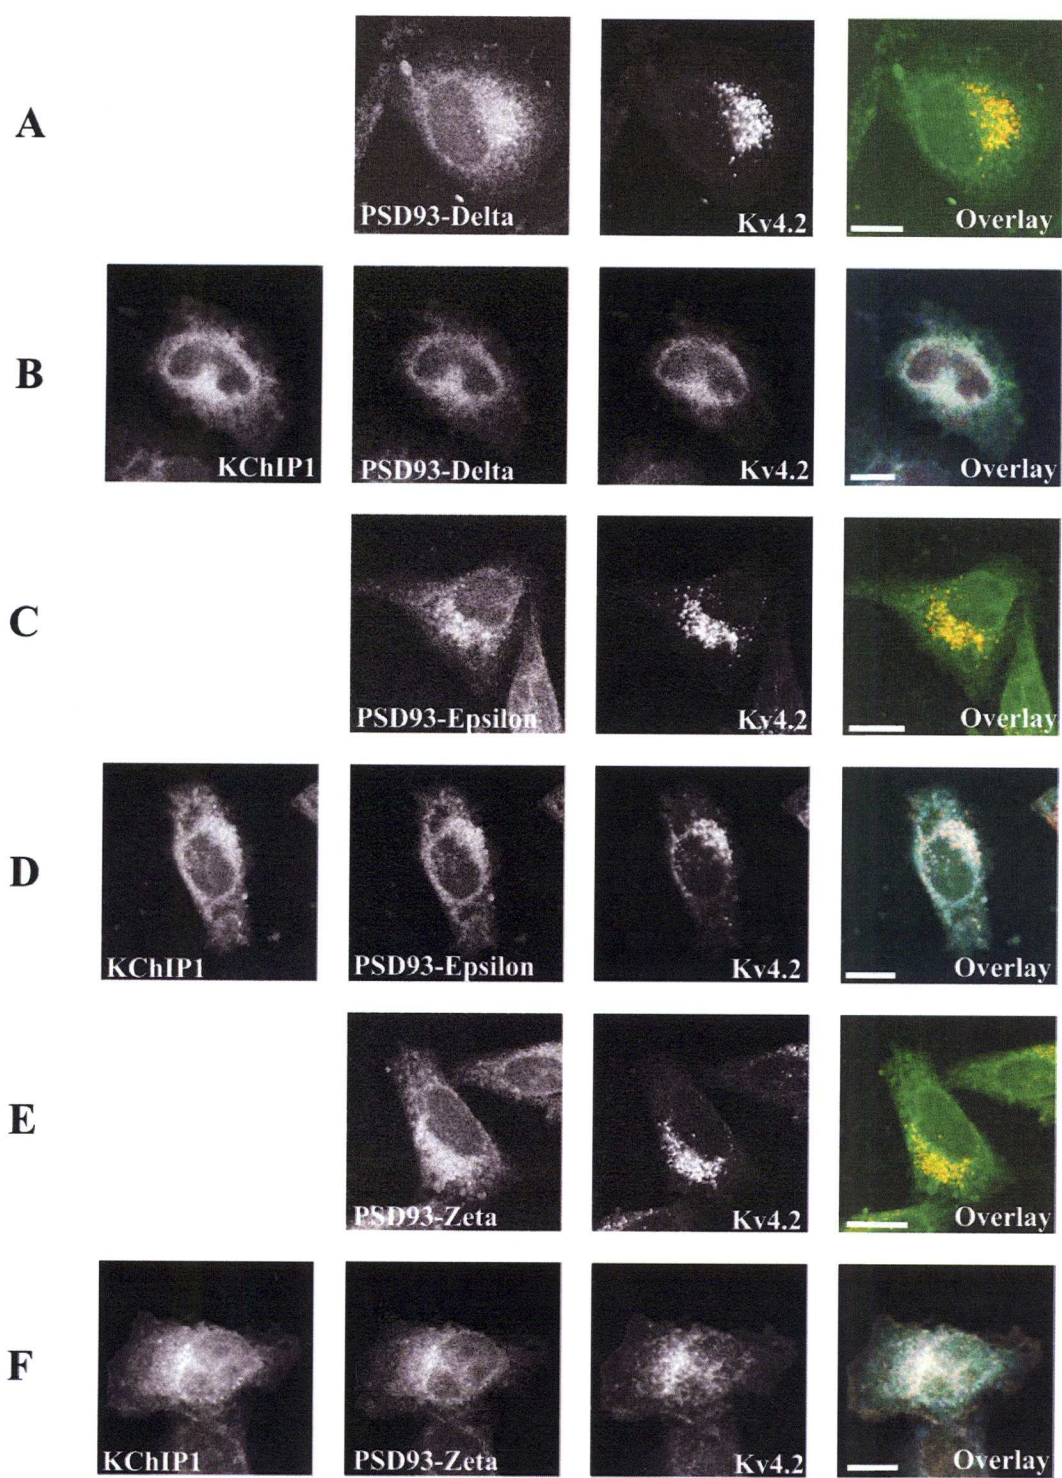 A
PSD93-Delta
Kv4.2
Overlay
B
KChIP1
PSD93-Delta
Kv4.2
Overlay
C
PSD93-Epsilon
Kv4.2
Overlay
D
KChIP1
PSD93-Epsilon
Kv4.2
Overlay
E
PSD93-Zeta
Kv4.2
Overlay
F
KChIP1
PSD93-Zeta
Kv4.2
Overlay